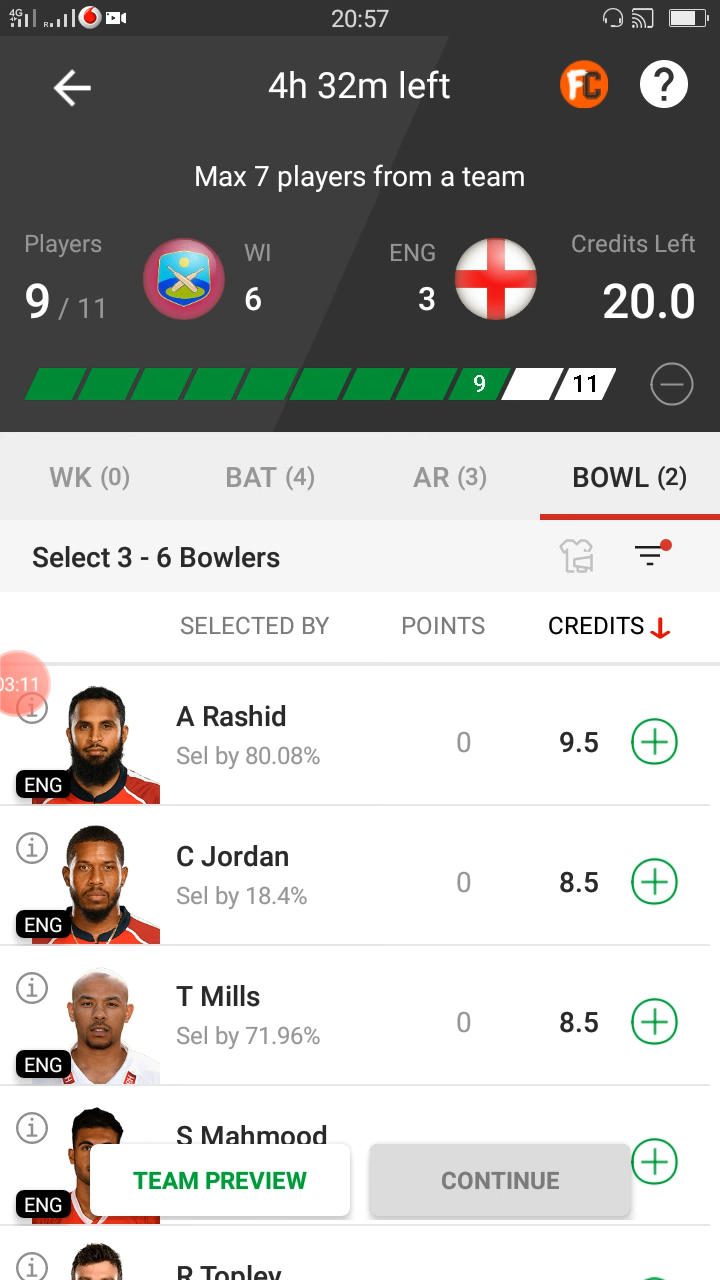 4G R 20:57
4h 32m left FC ?
Max 7 players from a team
Players WI ENG Credits Left
9 / 11 6 3 20.0
9 11
WK (0) BAT (4) AR (3) BOWL (2)
Select 3 - 6 Bowlers
SELECTED BY POINTS CREDITS
03:11
A Rashid
Sel by 80.08% 0 9.5
ENG
C Jordan
Sel by 18.4% 0 8.5
ENG
T Mills
Sel by 71.96% 0 8.5
ENG
S Mahmood
TEAM PREVIEW CONTINUE
ENG
R Topley